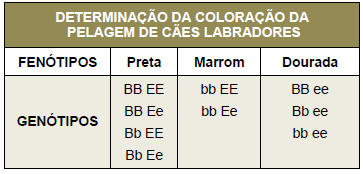 DETERMINAÇÃO DA COLORAÇÃO DA
PELAGEM DE CÃES LABRADORES
FENÓTIPOS Preta Marrom Dourada
GENÓTIPOS
BB EE bb EE BB ee
BB Ee bb Ee Bb ee
Bb EE bb ee
Bb Ee